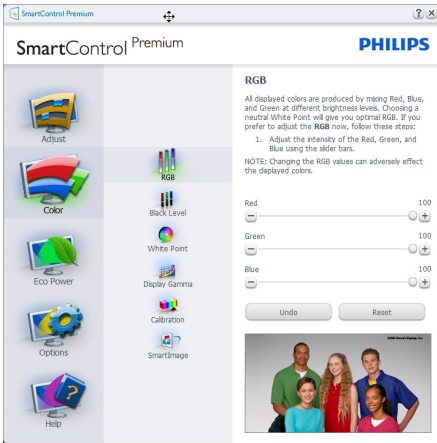 SmartControl Premium
SmartControl Premium
PHILIPS
Adjust
Color
Eco Power
Options
Help
RGB
Black Level
White Point
Display Gamma
Calibration
SmartImage
RGB
All displayed colors are produced by mixing Red, Blue,
and Green at different brightness levels. Choosing a
neutral White Point will give you optimal RGB. If you
prefer to adjust the RGB now, follow these steps:
1. Adjust the intensity of the Red, Green, and
Blue using the slider bars.
NOTE: Changing the RGB values can adversely effect
the displayed colors.
Red 100
Green 100
Blue 100
Undo Reset